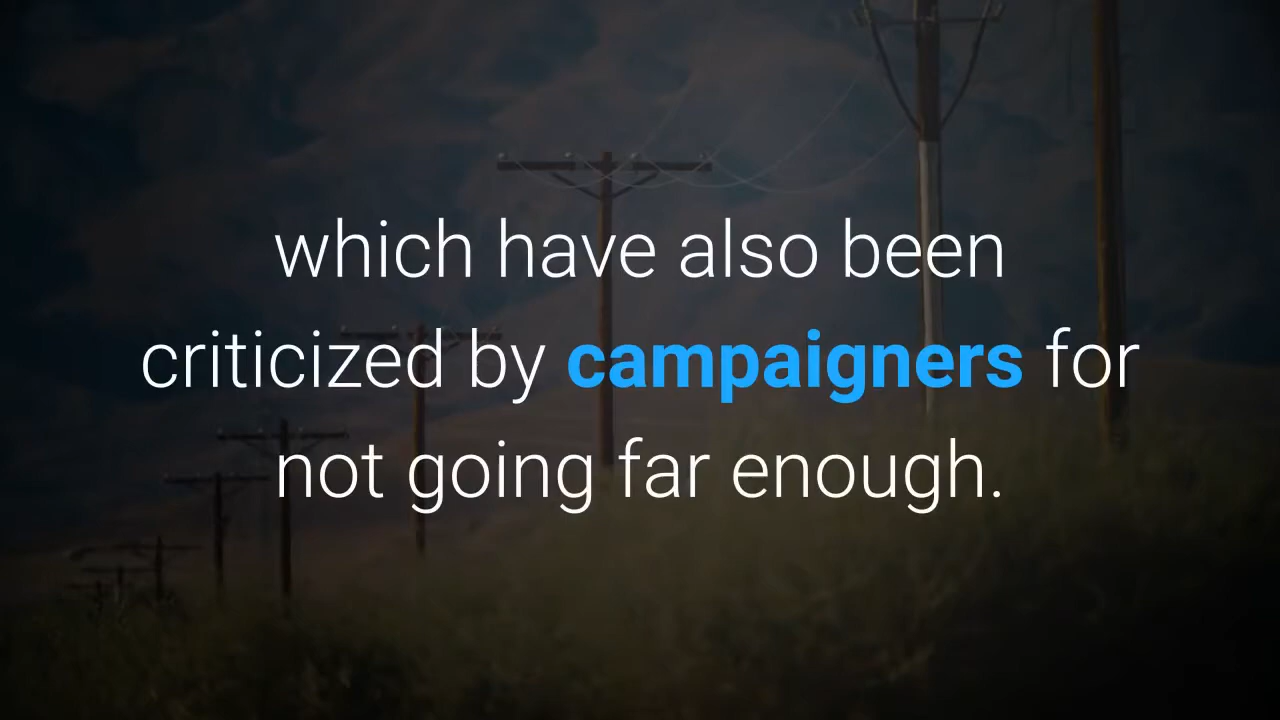 which have also been
criticized by campaigners for
not going far enough.